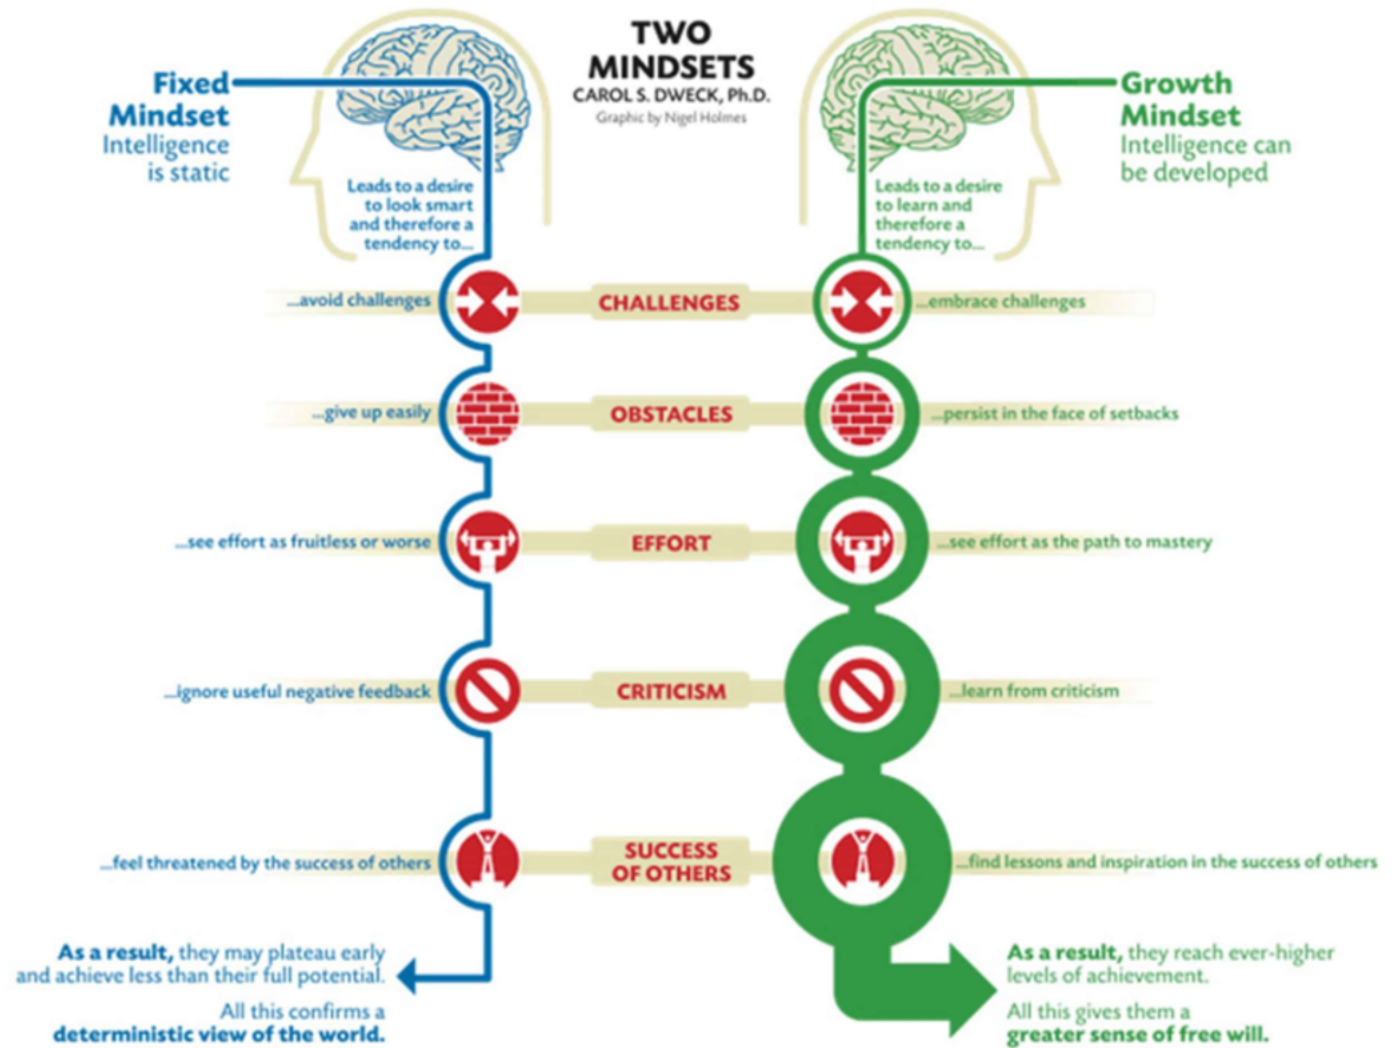 TWO
MINDSETS
CAROL S. DWECK, Ph.D.
Graphic by Nigel Holmes
Fixed
Mindset
Intelligence
is static
Growth
Mindset
Intelligence can
be developed
Leads to a desire
to look smart
and therefore a
tendency to...
Leads to a desire
to learn and
therefore a
tendency to...
...avoid challenges
CHALLENGES
...embrace challenges
...give up easily
OBSTACLES
...persist in the face of setbacks
...see effort as fruitless or worse
EFFORT
...see effort as the path to mastery
...ignore useful negative feedback
CRITICISM
...learn from criticism
...feel threatened by the success of others
SUCCESS
OF OTHERS
...find lessons and inspiration in the success of others
As a result, they may plateau early
and achieve less than their full potential.
All this confirms a
deterministic view of the world.
As a result, they reach ever-higher
levels of achievement.
All this gives them a
greater sense of free will.